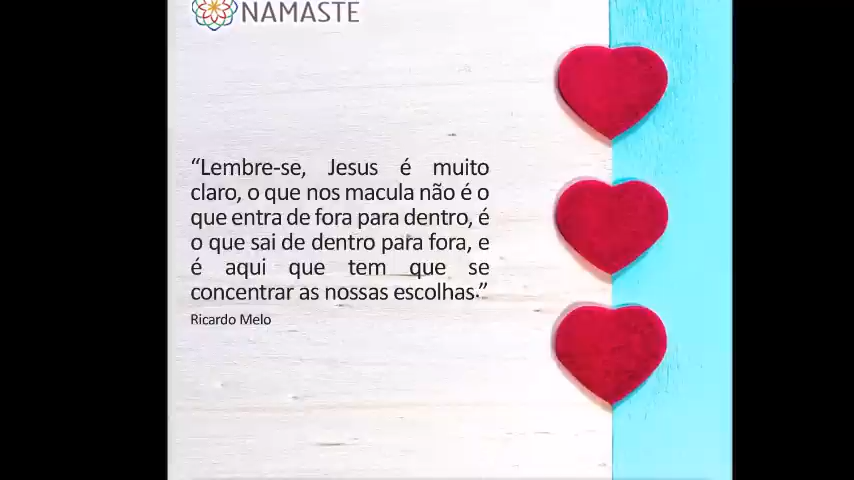 NAMASTE
“Lembre-se, Jesus é muito
claro, o que nos macula não é o
que entra de fora para dentro, é
o que sai de dentro para fora, e
é aqui que tem que se
concentrar as nossas escolhas.”
Ricardo Melo